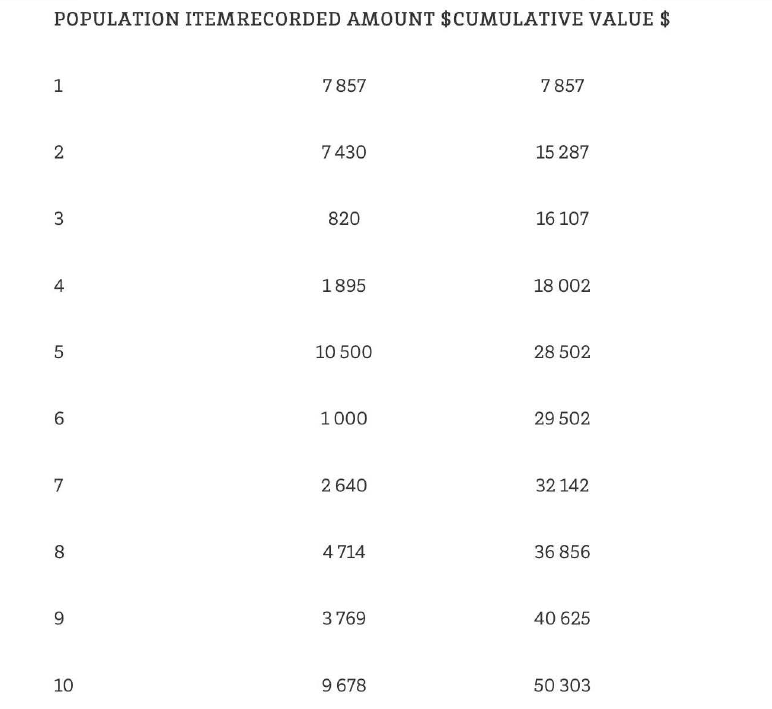 POPULATION ITEMRECORDED AMOUNT $CUMULATIVE VALUE $
1 7 857 7 857
2 7 430 15 287
3 820 16 107
4 1 895 18 002
5 10 500 28 502
6 1 000 29 502
7 2 640 32 142
8 4 714 36 856
9 3 769 40 625
10 9 678 50 303